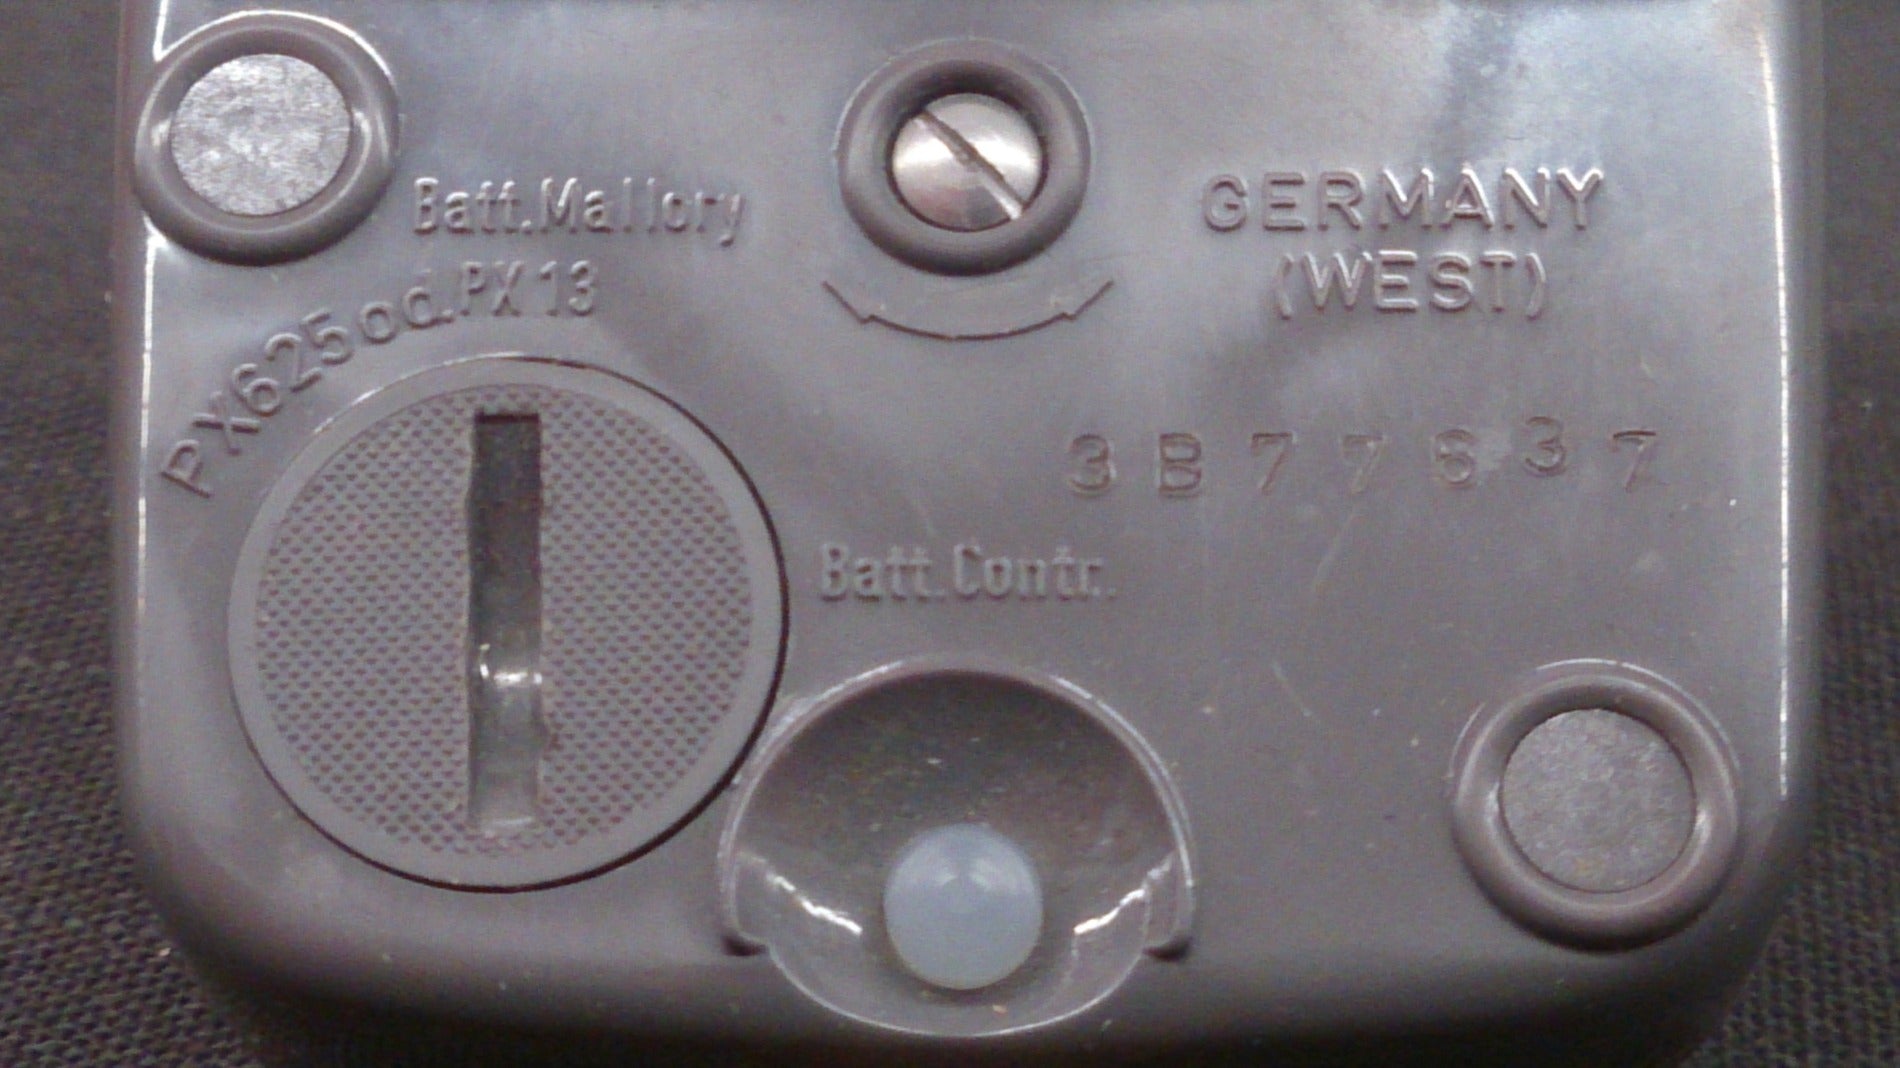 Batt.Mallory
PX625 od.PX13
GERMANY
(WEST)
3B77637
Batt.Contr.